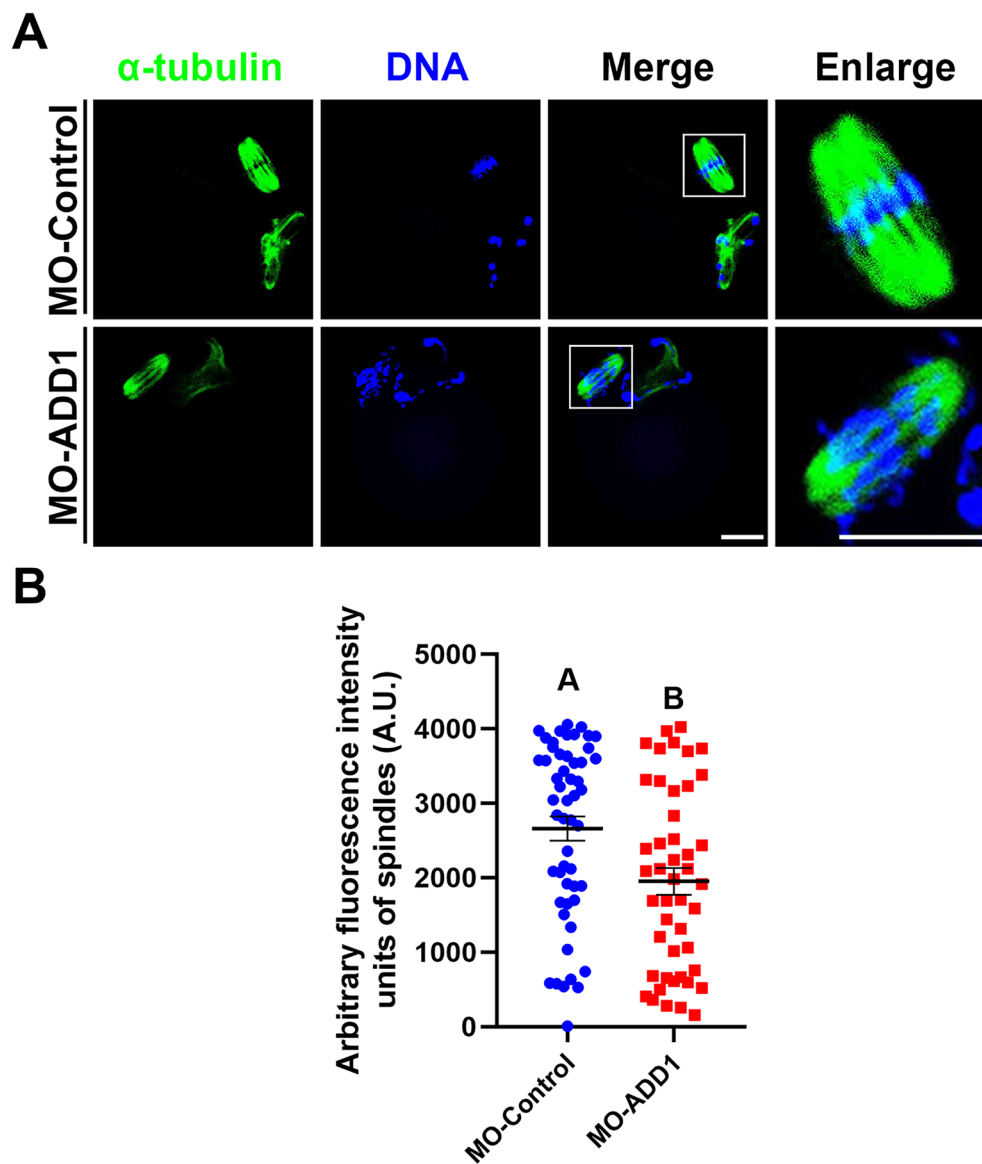 A
α-tubulin DNA Merge Enlarge
MO-Control
MO-ADD1
B
Arbitrary fluorescence intensity
units of spindles (A.U.)
5000
4000
3000
2000
1000
0
A
B
MO-Control
MO-ADD1